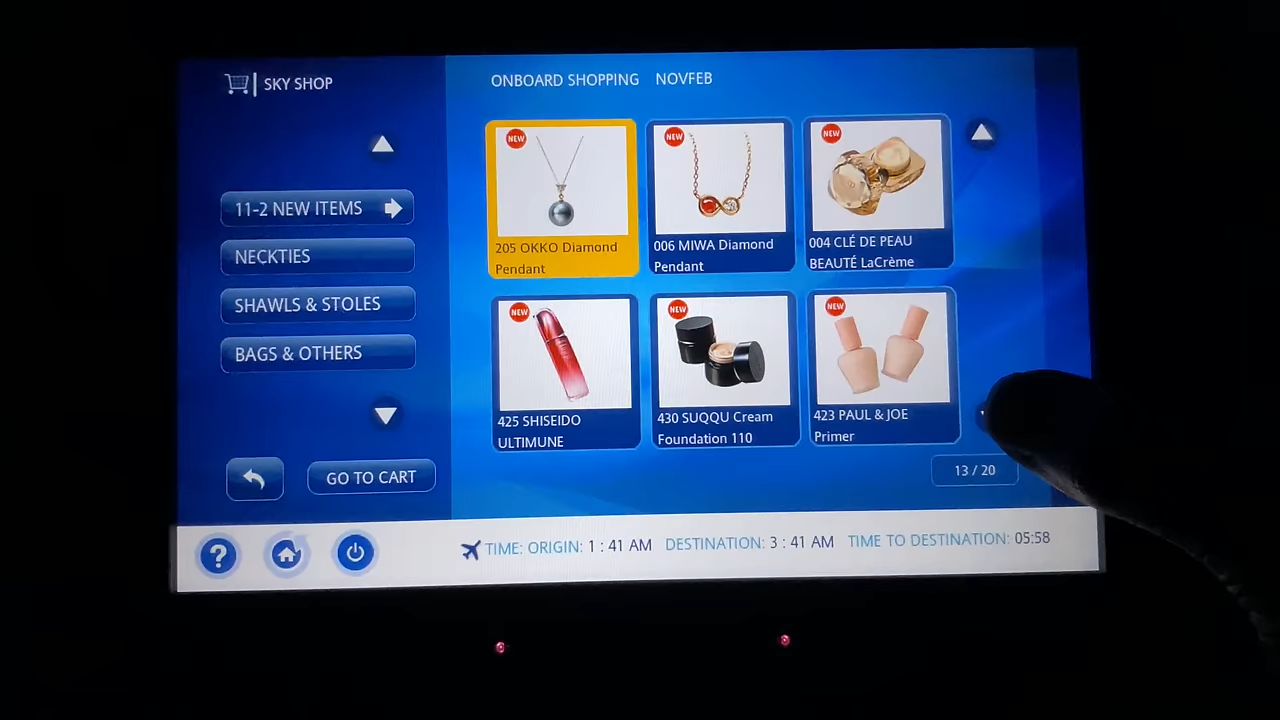 SKY SHOP
11-2 NEW ITEMS
NECKTIES
SHAWLS & STOLES
BAGS & OTHERS
GO TO CART
ONBOARD SHOPPING NOVFEB
NEW
205 OKKO Diamond
Pendant
NEW
006 MIWA Diamond
Pendant
NEW
004 CLÉ DE PEAU
BEAUTÉ LaCrème
NEW
425 SHISEIDO
ULTIMUNE
NEW
430 SUQQU Cream
Foundation 110
NEW
423 PAUL & JOE
Primer
13 / 20
?
TIME: ORIGIN: 1 : 41 AM DESTINATION: 3 : 41 AM TIME TO DESTINATION: 05:58